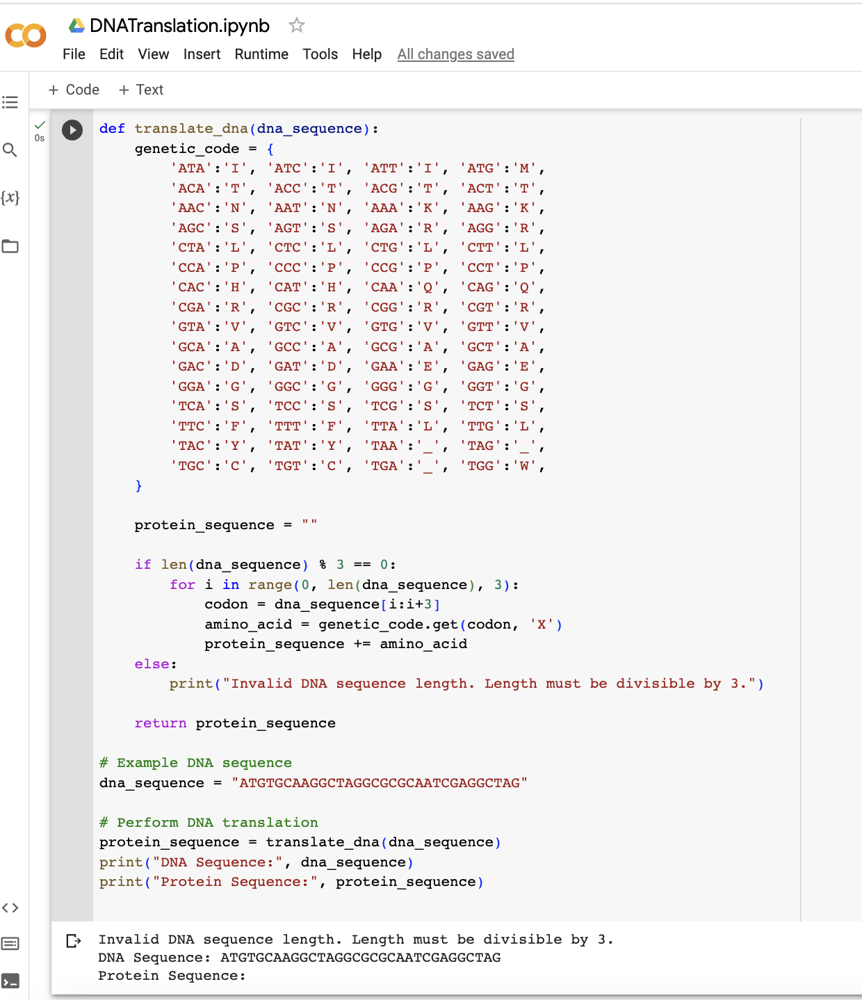 DNATranslation.ipynb
File Edit View Insert Runtime Tools Help All changes saved
+ Code + Text
0s
{x}
def translate_dna(dna_sequence):
    genetic_code = {
        'ATA':'I', 'ATC':'I', 'ATT':'I', 'ATG':'M',
        'ACA':'T', 'ACC':'T', 'ACG':'T', 'ACT':'T',
        'AAC':'N', 'AAT':'N', 'AAA':'K', 'AAG':'K',
        'AGC':'S', 'AGT':'S', 'AGA':'R', 'AGG':'R',
        'CTA':'L', 'CTC':'L', 'CTG':'L', 'CTT':'L',
        'CCA':'P', 'CCC':'P', 'CCG':'P', 'CCT':'P',
        'CAC':'H', 'CAT':'H', 'CAA':'Q', 'CAG':'Q',
        'CGA':'R', 'CGC':'R', 'CGG':'R', 'CGT':'R',
        'GTA':'V', 'GTC':'V', 'GTG':'V', 'GTT':'V',
        'GCA':'A', 'GCC':'A', 'GCG':'A', 'GCT':'A',
        'GAC':'D', 'GAT':'D', 'GAA':'E', 'GAG':'E',
        'GGA':'G', 'GGC':'G', 'GGG':'G', 'GGT':'G',
        'TCA':'S', 'TCC':'S', 'TCG':'S', 'TCT':'S',
        'TTC':'F', 'TTT':'F', 'TTA':'L', 'TTG':'L',
        'TAC':'Y', 'TAT':'Y', 'TAA':'_', 'TAG':'_',
        'TGC':'C', 'TGT':'C', 'TGA':'_', 'TGG':'W',
    }
    protein_sequence = ""
    if len(dna_sequence) % 3 == 0:
        for i in range(0, len(dna_sequence), 3):
            codon = dna_sequence[i:i+3]
            amino_acid = genetic_code.get(codon, 'X')
            protein_sequence += amino_acid
    else:
        print("Invalid DNA sequence length. Length must be divisible by 3.")
    return protein_sequence
# Example DNA sequence
dna_sequence = "ATGTGCAAGGCTAGGCGCGCAATCGAGGCTAG"
# Perform DNA translation
protein_sequence = translate_dna(dna_sequence)
print("DNA Sequence:", dna_sequence)
print("Protein Sequence:", protein_sequence)
Invalid DNA sequence length. Length must be divisible by 3.
DNA Sequence: ATGTGCAAGGCTAGGCGCGCAATCGAGGCTAG
Protein Sequence: